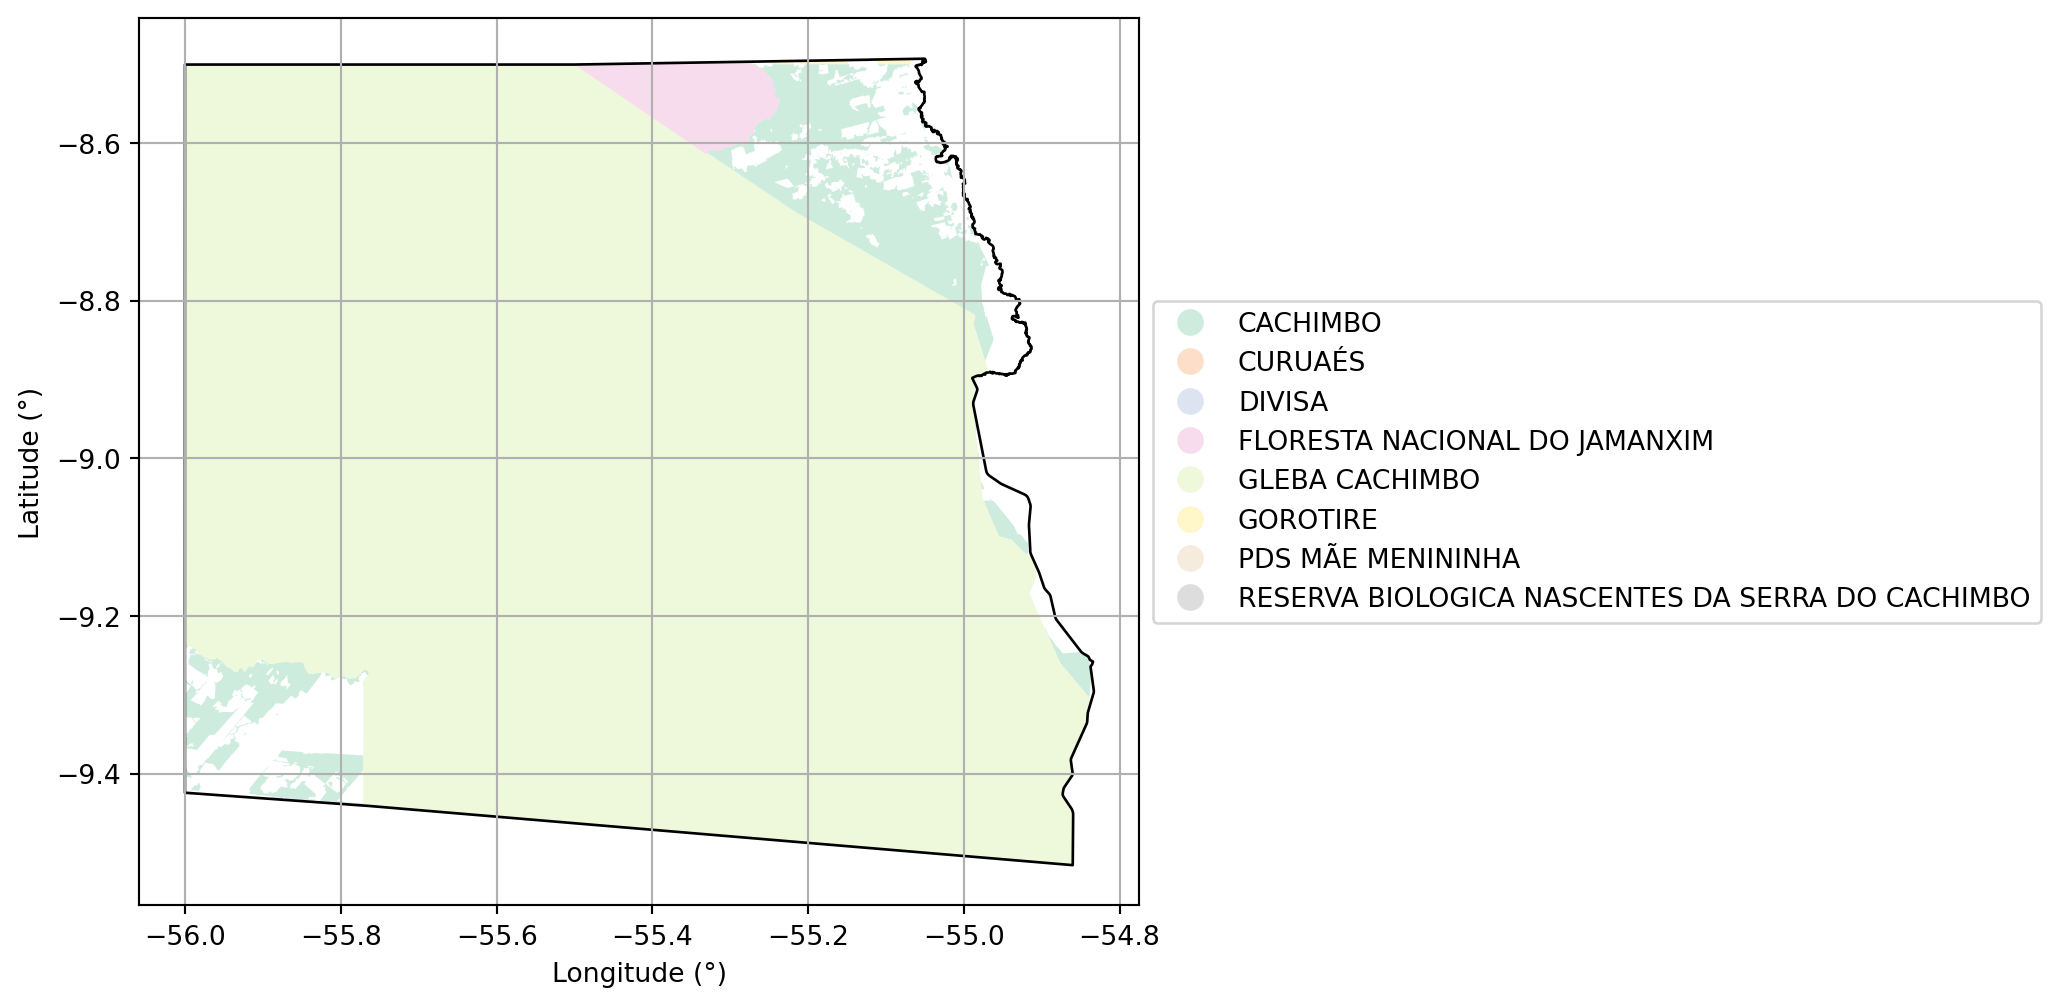 −8.6
−8.8
−9.0
−9.2
−9.4
Latitude (°)
−56.0 −55.8 −55.6 −55.4 −55.2 −55.0 −54.8
Longitude (°)
CACHIMBO
CURUAÉS
DIVISA
FLORESTA NACIONAL DO JAMANXIM
GLEBA CACHIMBO
GOROTIRE
PDS MÃE MENININHA
RESERVA BIOLOGICA NASCENTES DA SERRA DO CACHIMBO